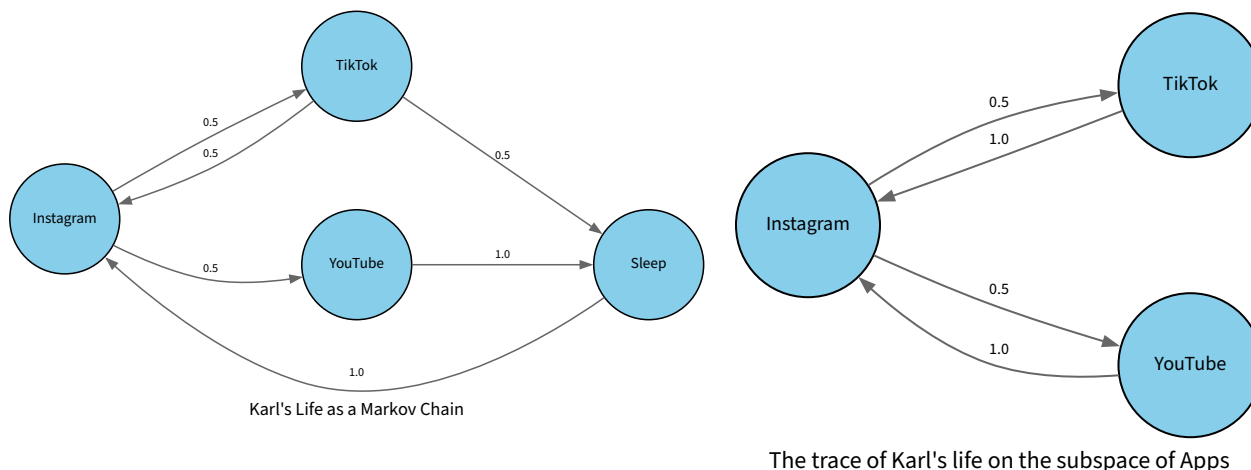 TikTok
0.5
0.5
0.5
Instagram
0.5
YouTube
1.0
Sleep
1.0
Karl's Life as a Markov Chain
TikTok
0.5
1.0
Instagram
0.5
1.0
YouTube
The trace of Karl's life on the subspace of Apps